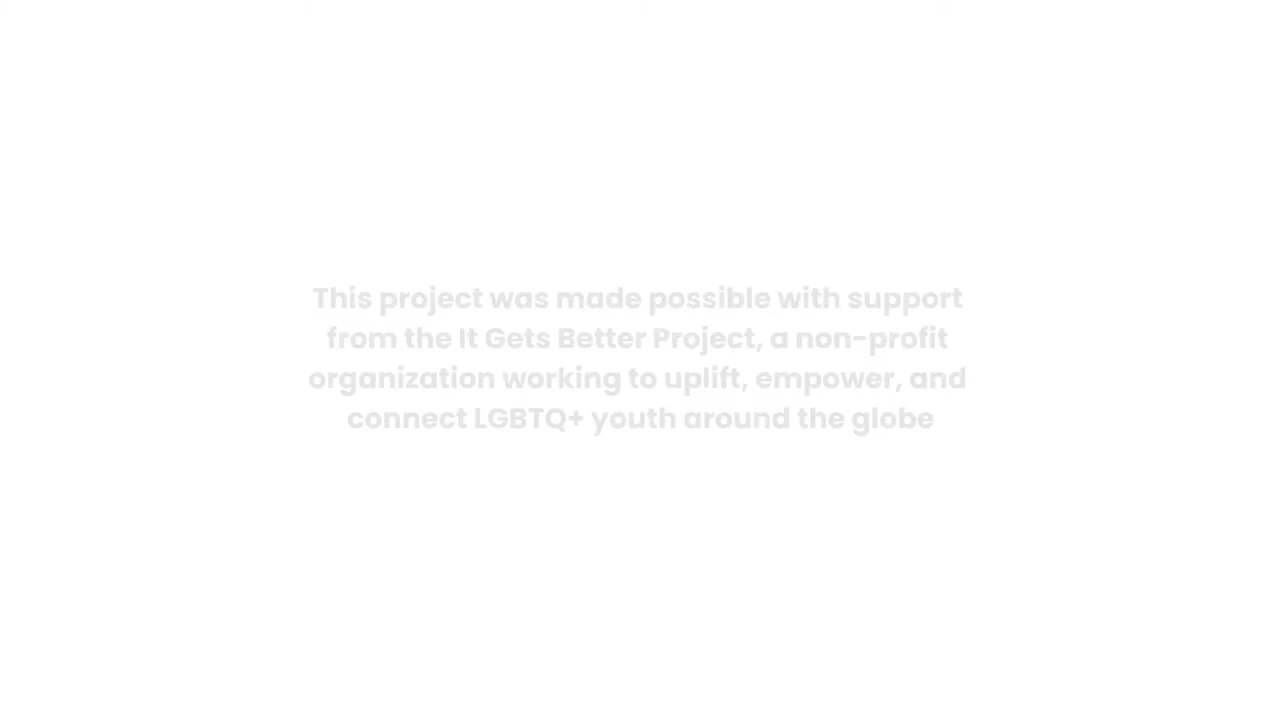 This project was made possible with support
from the It Gets Better Project, a non-profit
organization working to uplift, empower, and
connect LGBTQ+ youth around the globe